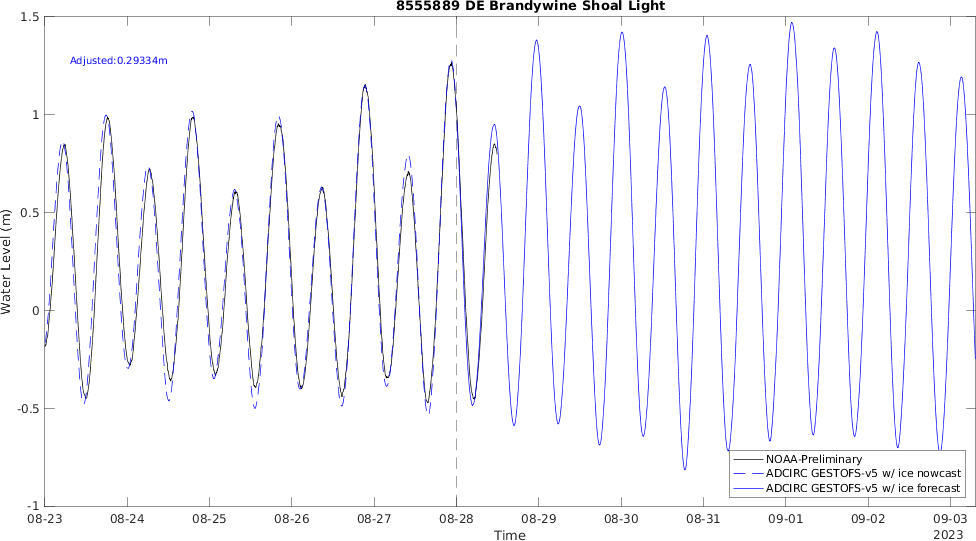 8555889 DE Brandywine Shoal Light
Adjusted:0.29334m
Water Level (m)
1.5
1
0.5
0
-0.5
-1
NOAA-Preliminary
ADCIRC GESTOFS-v5 w/ ice nowcast
ADCIRC GESTOFS-v5 w/ ice forecast
08-23 08-24 08-25 08-26 08-27 08-28 08-29 08-30 08-31 09-01 09-02 09-03
Time
2023